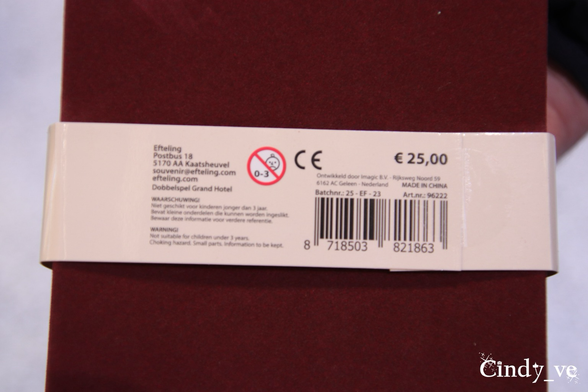 Efteling
Postbus 18
5170 AA Kaatsheuvel
souvenir@efteling.com
efteling.com
Dobbelspel Grand Hotel
WAARSCHUWING!
Niet geschikt voor kinderen jonger dan 3 jaar.
Bevat kleine onderdelen die kunnen worden ingeslikt.
Bewaar deze informatie voor verdere referentie.
WARNING!
Not suitable for children under 3 years
Choking hazard. Small parts. Information to be kept.
0-3
CE
€ 25,00
Ontwikkeld door Imagic B.V. - Rijksweg Noord 59
6162 AC Geleen - Nederland
MADE IN CHINA
Batchnr.: 25 - EF - 23
Art.nr.: 96222
8 718503 821863
Cindy_ve